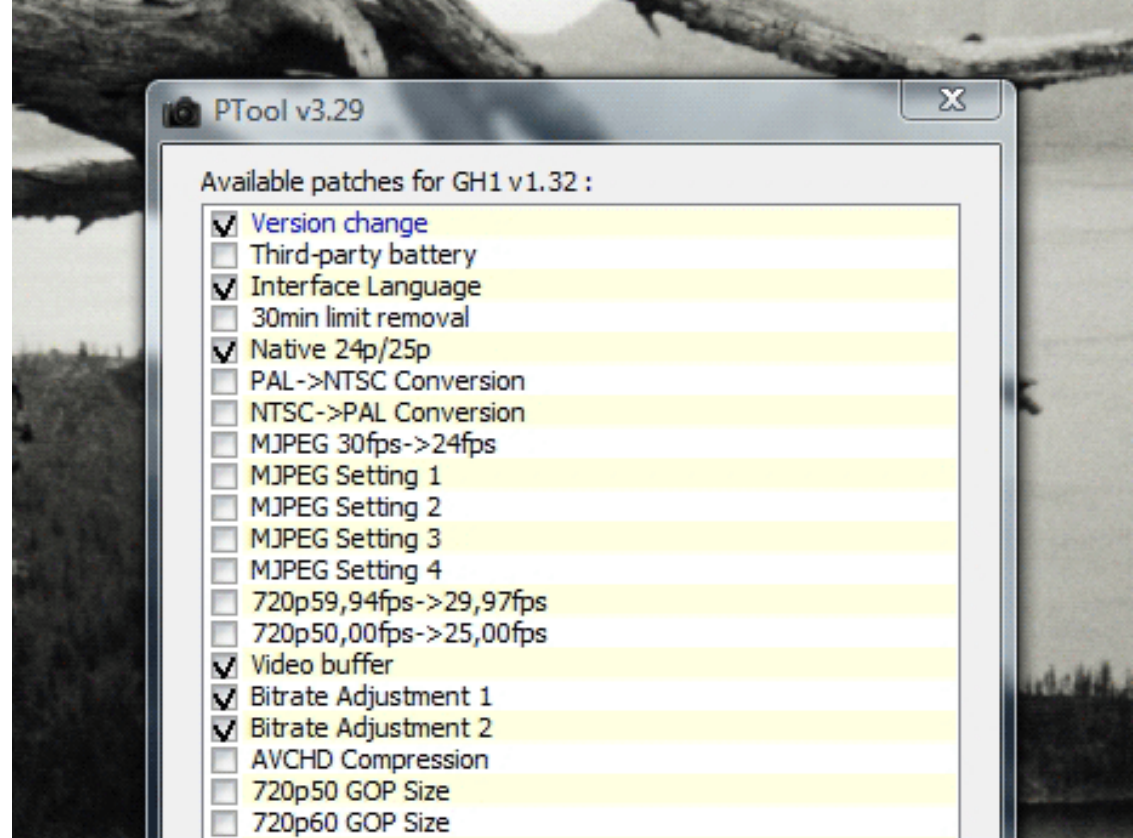 PTool v3.29
Available patches for GH1 v1.32 :
Version change
Third-party battery
Interface Language
30min limit removal
Native 24p/25p
PAL->NTSC Conversion
NTSC->PAL Conversion
MJPEG 30fps->24fps
MJPEG Setting 1
MJPEG Setting 2
MJPEG Setting 3
MJPEG Setting 4
720p59,94fps->29,97fps
720p50,00fps->25,00fps
Video buffer
Bitrate Adjustment 1
Bitrate Adjustment 2
AVCHD Compression
720p50 GOP Size
720p60 GOP Size